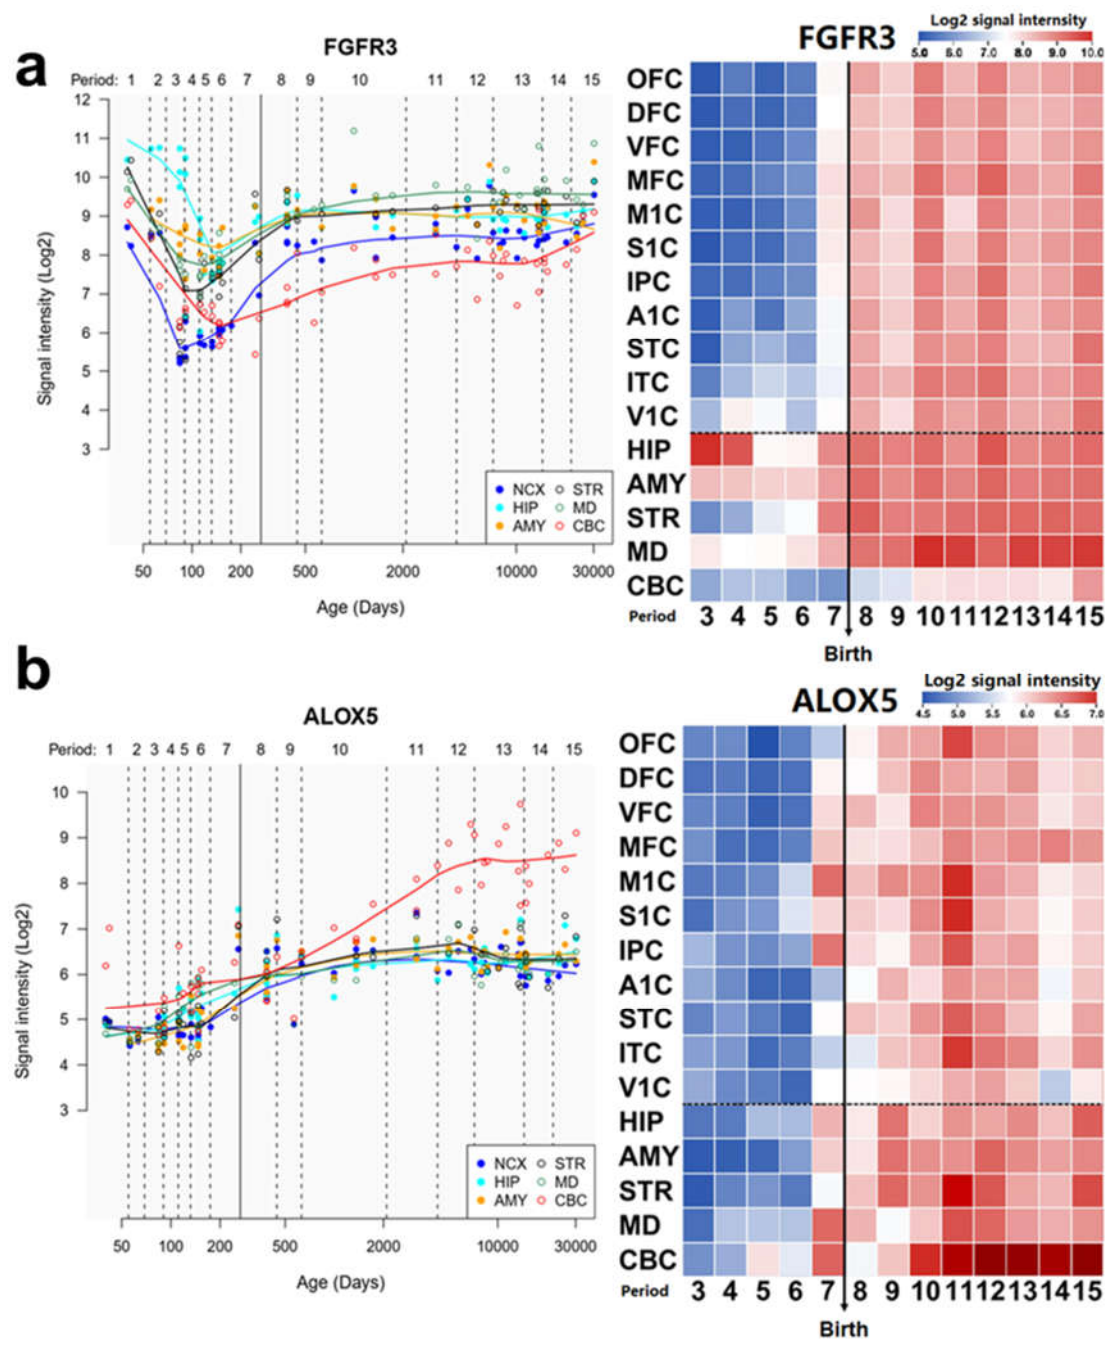 a
FGFR3
Period: 1 2 3 4 5 6 7 8 9 10 11 12 13 14 15
Signal intensity (Log2)
12
11
10
9
8
7
6
5
4
3
NCX STR
HIP MD
AMY CBC
50 100 200 500 2000 10000 30000
Age (Days)
FGFR3
Log2 signal internsity
5.0 6.0 7.0 8.0 9.0 10.0
OFC
DFC
VFC
MFC
M1C
S1C
IPC
A1C
STC
ITC
V1C
HIP
AMY
STR
MD
CBC
Period 3 4 5 6 7 8 9 10 11 12 13 14 15
Birth
b
ALOX5
Period: 1 2 3 4 5 6 7 8 9 10 11 12 13 14 15
Signal intensity (Log2)
10
9
8
7
6
5
4
3
NCX STR
HIP MD
AMY CBC
50 100 200 500 2000 10000 30000
Age (Days)
ALOX5
Log2 signal intensity
4.5 5.0 5.5 6.0 6.5 7.0
OFC
DFC
VFC
MFC
M1C
S1C
IPC
A1C
STC
ITC
V1C
HIP
AMY
STR
MD
CBC
Period 3 4 5 6 7 8 9 10 11 12 13 14 15
Birth